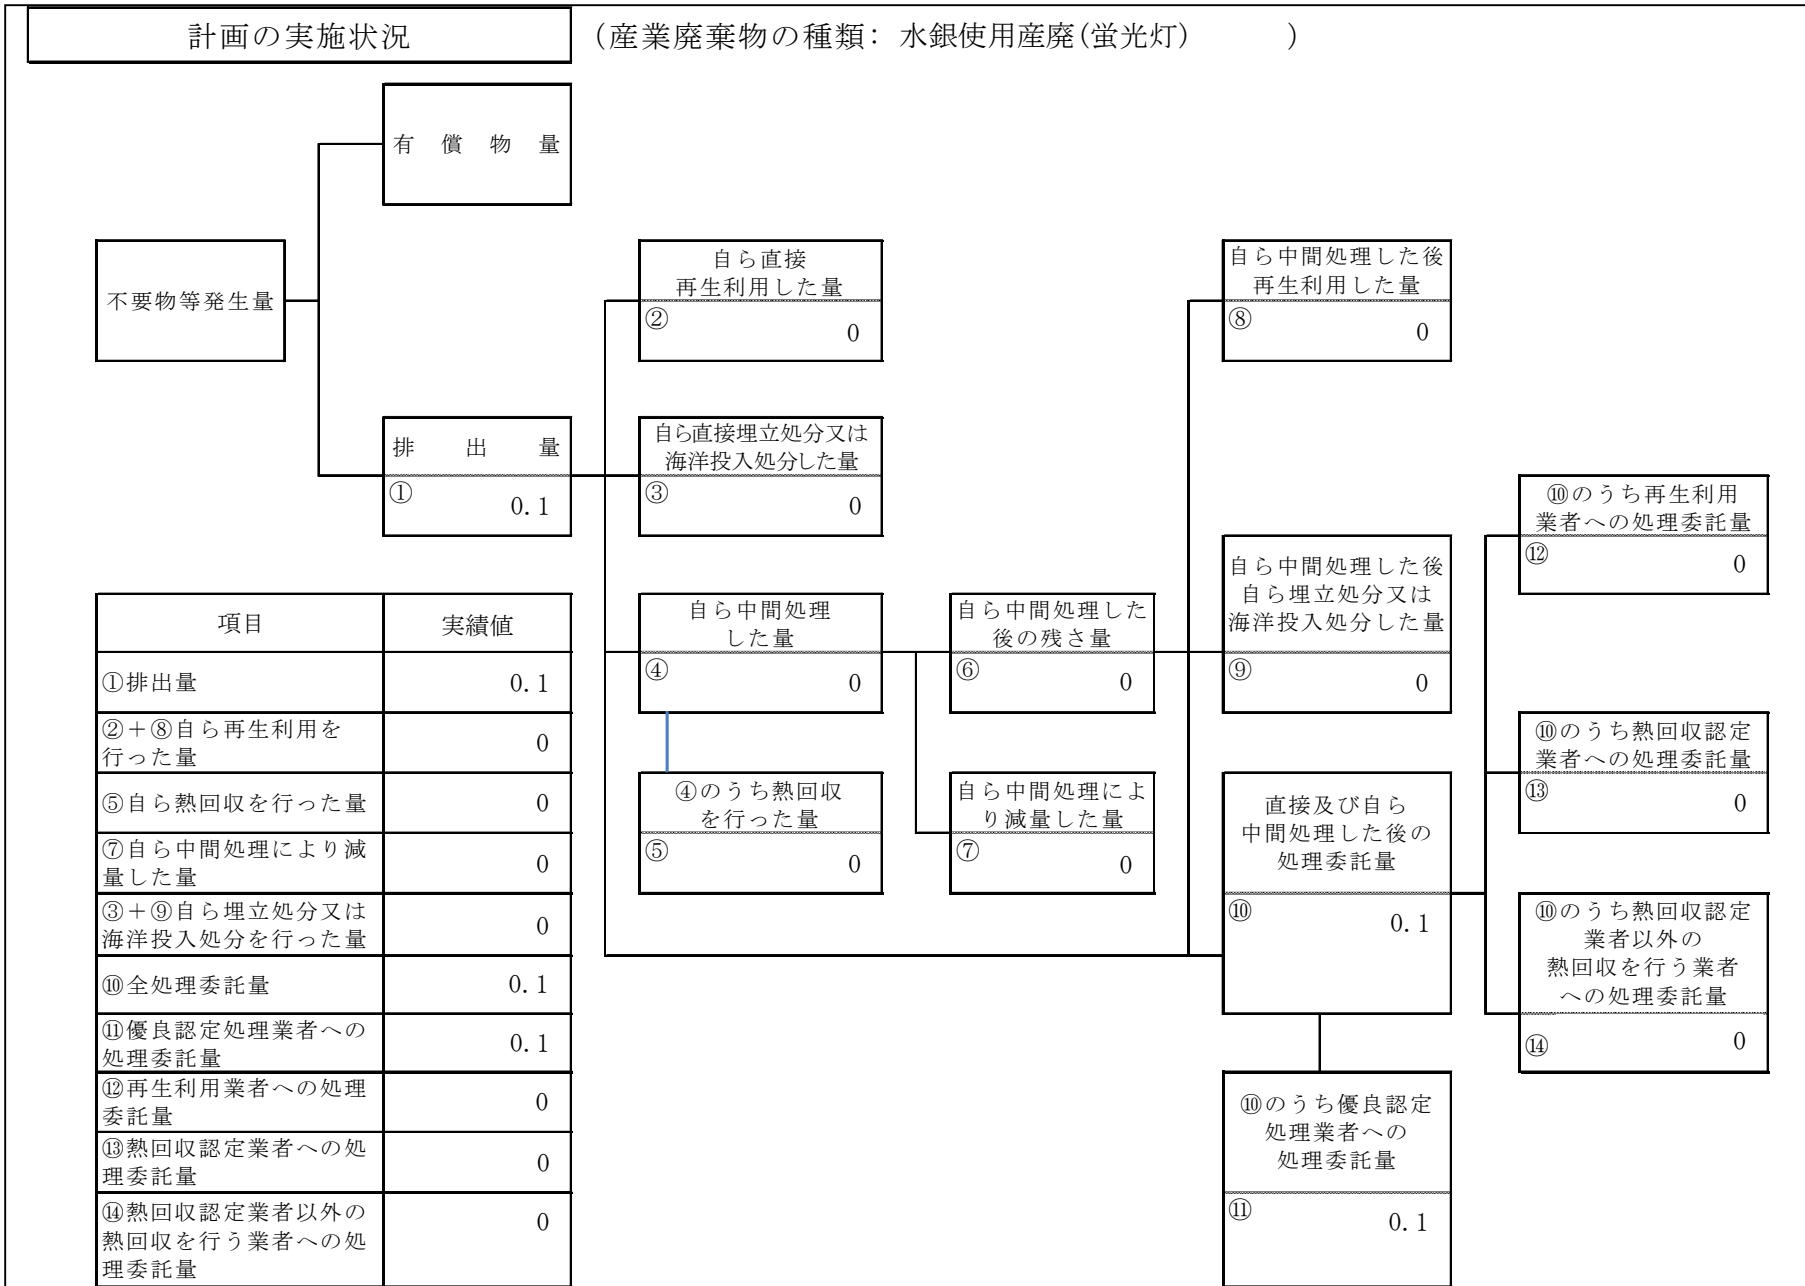 計画の実施状況
（産業廃棄物の種類： 水銀使用産廃(蛍光灯) ）
有償物量
不要物等発生量
自ら直接
再生利用した量
② 0
自ら中間処理した後
再生利用した量
⑧ 0
排出量
① 0.1
自ら直接埋立処分又は
海洋投入処分した量
③ 0
⑩のうち再生利用
業者への処理委託量
⑫ 0
自ら中間処理した後
自ら埋立処分又は
海洋投入処分した量
⑨ 0
自ら中間処理
した量
④ 0
自ら中間処理した
後の残さ量
⑥ 0
⑩のうち熱回収認定
業者への処理委託量
⑬ 0
④のうち熱回収
を行った量
⑤ 0
自ら中間処理によ
り減量した量
⑦ 0
直接及び自ら
中間処理した後の
処理委託量
⑩ 0.1
⑩のうち熱回収認定
業者以外の
熱回収を行う業者
への処理委託量
⑭ 0
⑩のうち優良認定
処理業者への
処理委託量
⑪ 0.1
項目 実績値
①排出量 0.1
②＋⑧自ら再生利用を
行った量 0
⑤自ら熱回収を行った量 0
⑦自ら中間処理により減
量した量 0
③＋⑨自ら埋立処分又は
海洋投入処分を行った量 0
⑩全処理委託量 0.1
⑪優良認定処理業者への
処理委託量 0.1
⑫再生利用業者への処理
委託量 0
⑬熱回収認定業者への処
理委託量 0
⑭熱回収認定業者以外の
熱回収を行う業者への処
理委託量 0